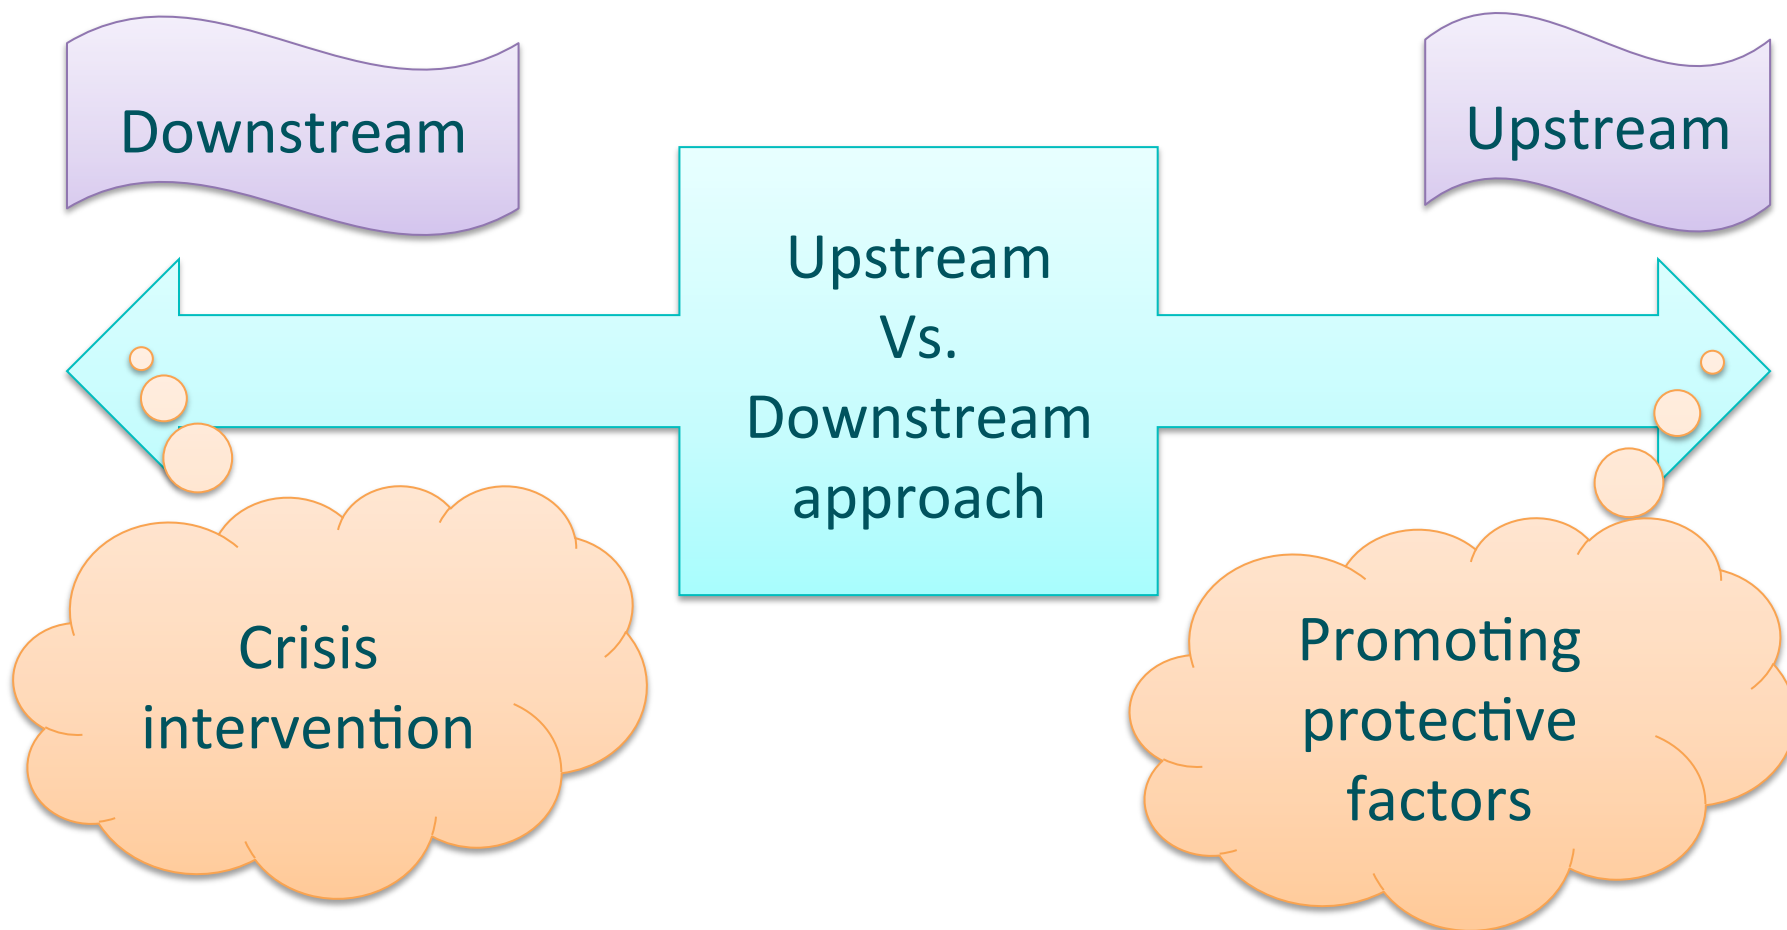 Downstream
Upstream
Upstream
Vs.
Downstream
approach
Crisis
intervention
Promoting
protective
factors